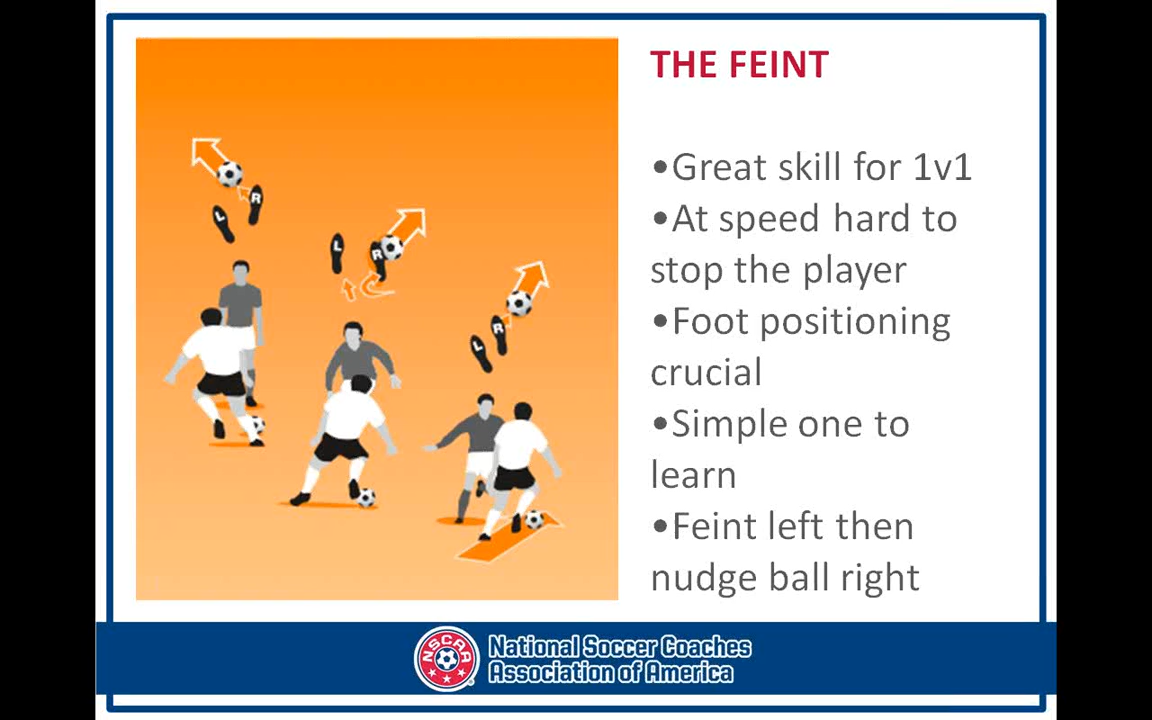 THE FEINT
•Great skill for 1v1
•At speed hard to
stop the player
•Foot positioning
crucial
•Simple one to
learn
•Feint left then
nudge ball right
L R
L R
L R
NSCAA
National Soccer Coaches
Association of America